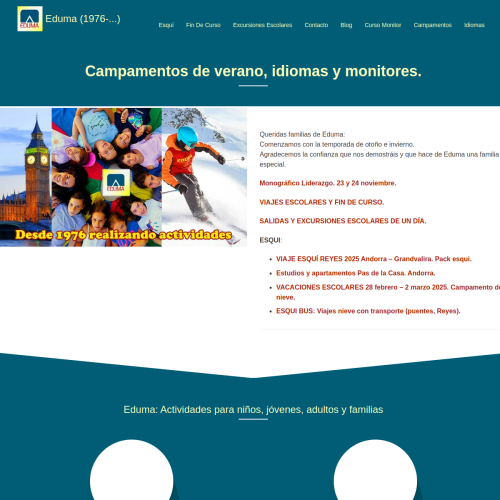 EDUMA
Eduma (1976-...)
Esquí
Fin De Curso
Excursiones Escolares
Contacto
Blog
Curso Monitor
Campamentos
Idiomas
Campamentos de verano, idiomas y monitores.
EDUMA
Desde 1976 realizando actividades
Queridas familias de Eduma:
Comenzamos con la temporada de otoño e invierno.
Agradecemos la confianza que nos demostráis y que hace de Eduma una familia
especial.
Monográfico Liderazgo. 23 y 24 noviembre.
VIAJES ESCOLARES Y FIN DE CURSO.
SALIDAS Y EXCURSIONES ESCOLARES DE UN DÍA.
ESQUI:
VIAJE ESQUÍ REYES 2025 Andorra – Grandvalira. Pack esqui.
Estudios y apartamentos Pas de la Casa. Andorra.
VACACIONES ESCOLARES 28 febrero – 2 marzo 2025. Campamento de
nieve.
ESQUI BUS: Viajes nieve con transporte (puentes, Reyes).
Eduma: Actividades para niños, jóvenes, adultos y familias